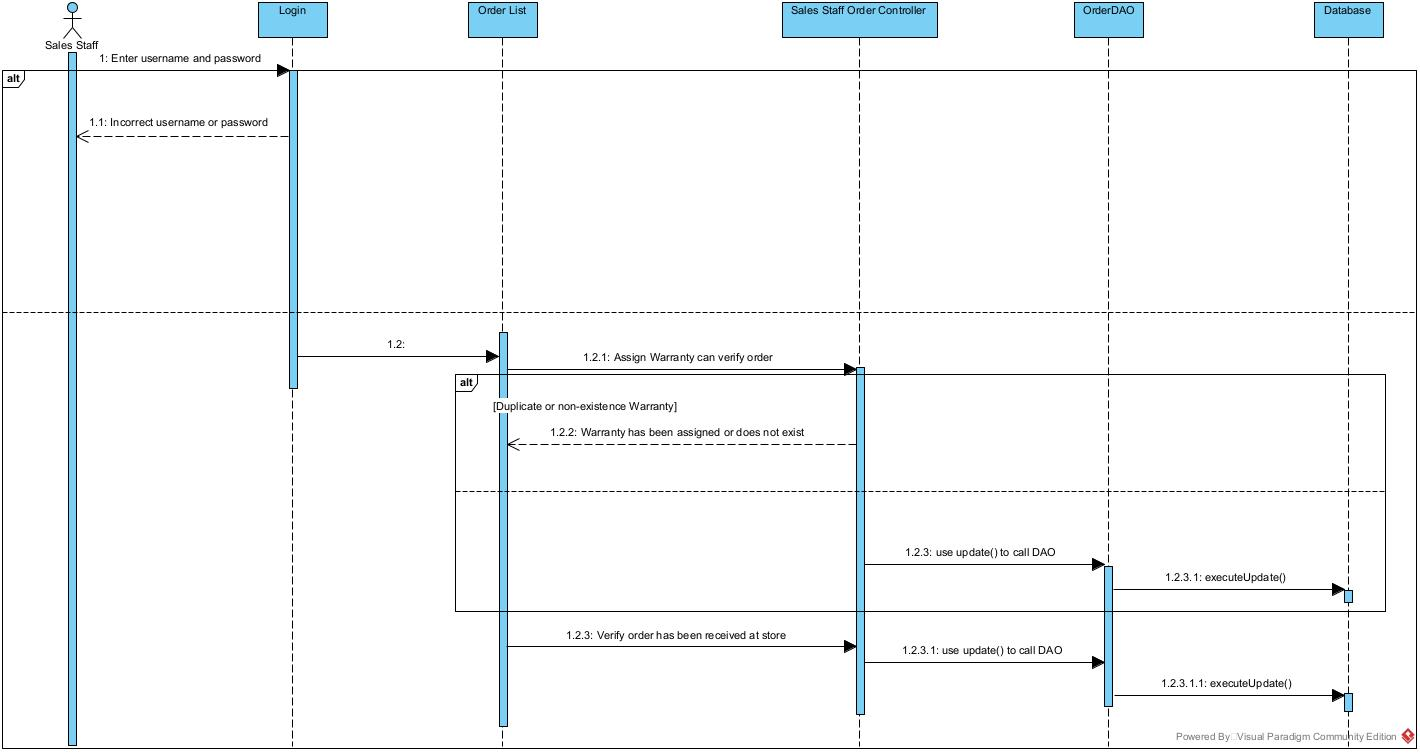 Login
Order List
Sales Staff Order Controller
OrderDAO
Database
Sales Staff
1: Enter username and password
alt
1.1: Incorrect username or password
1.2:
1.2.1: Assign Warranty can verify order
alt
[Duplicate or non-existence Warranty]
1.2.2: Warranty has been assigned or does not exist
1.2.3: use update() to call DAO
1.2.3.1: executeUpdate()
1.2.3: Verify order has been received at store
1.2.3.1: use update() to call DAO
1.2.3.1.1: executeUpdate()
Powered By Visual Paradigm Community Edition